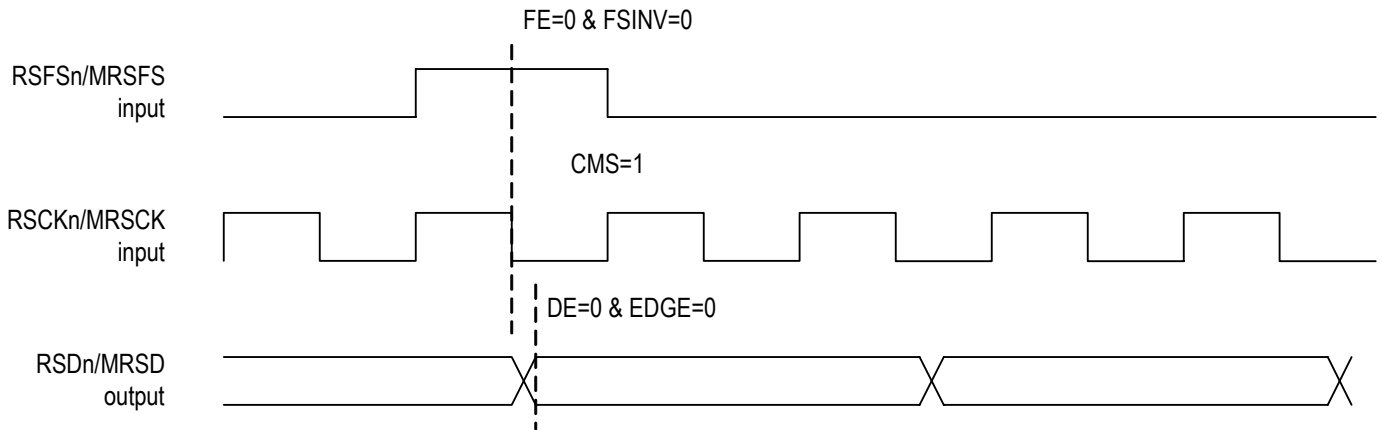 FE=0 & FSINV=0
RSFSn/MRSFS
input
CMS=1
RSCKn/MRSCK
input
DE=0 & EDGE=0
RSDn/MRSD
output